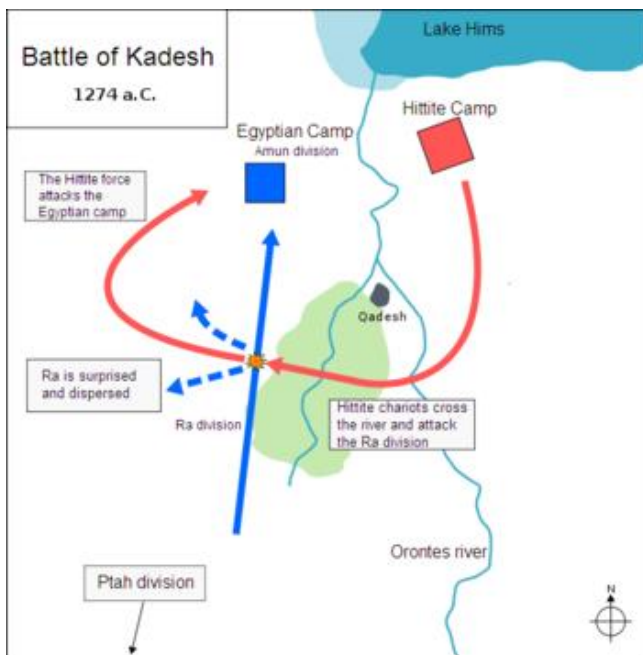 Battle of Kadesh
1274 a.C.
Lake Hims
Egyptian Camp
Amun division
Hittite Camp
The Hittite force
attacks the
Egyptian camp
Qadesh
Ra is surprised
and dispersed
Ra division
Hittite chariots cross
the river and attack
the Ra division
Orontes river
Ptah division
N